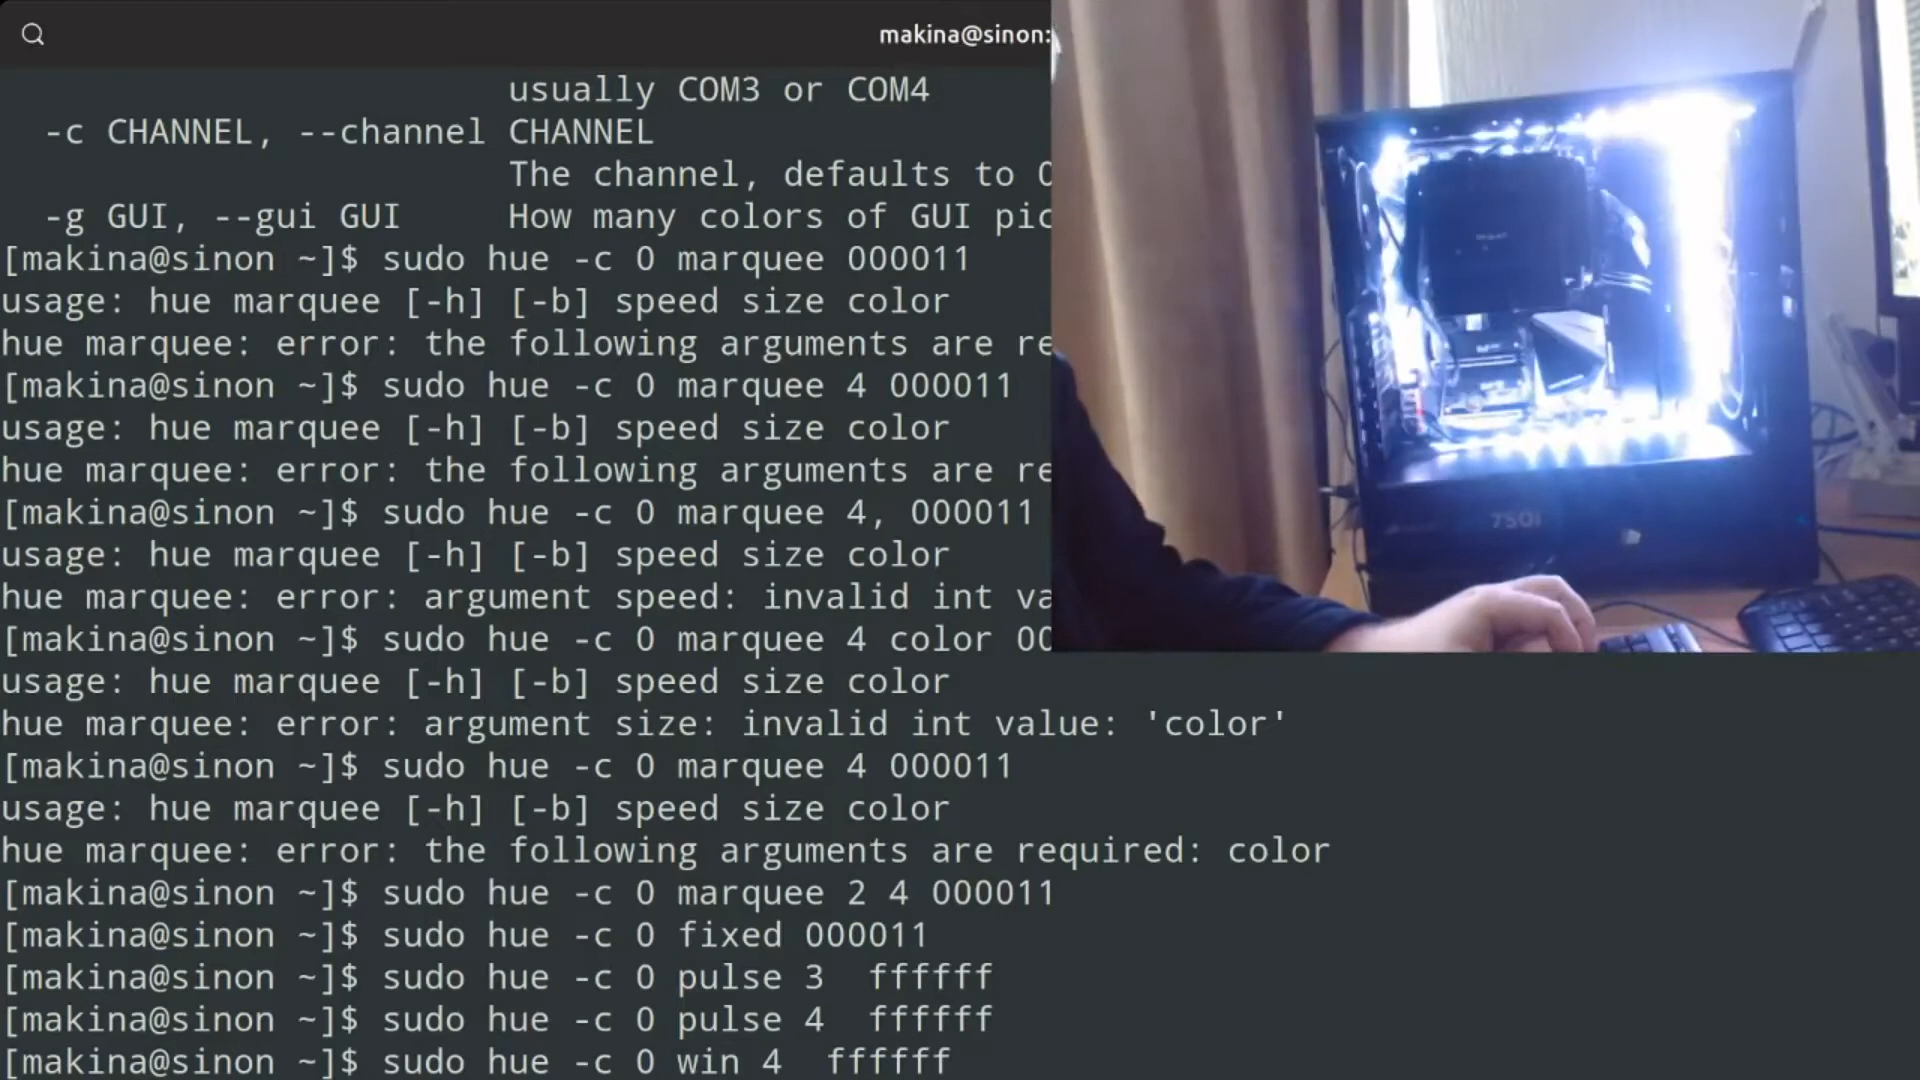 makina@sinon:
usually COM3 or COM4
-c CHANNEL, --channel CHANNEL
The channel, defaults to 0
-g GUI, --gui GUI How many colors of GUI pic
[makina@sinon ~]$ sudo hue -c 0 marquee 000011
usage: hue marquee [-h] [-b] speed size color
hue marquee: error: the following arguments are re
[makina@sinon ~]$ sudo hue -c 0 marquee 4 000011
usage: hue marquee [-h] [-b] speed size color
hue marquee: error: the following arguments are re
[makina@sinon ~]$ sudo hue -c 0 marquee 4, 000011
usage: hue marquee [-h] [-b] speed size color
hue marquee: error: argument speed: invalid int va
[makina@sinon ~]$ sudo hue -c 0 marquee 4 color 00
usage: hue marquee [-h] [-b] speed size color
hue marquee: error: argument size: invalid int value: 'color'
[makina@sinon ~]$ sudo hue -c 0 marquee 4 000011
usage: hue marquee [-h] [-b] speed size color
hue marquee: error: the following arguments are required: color
[makina@sinon ~]$ sudo hue -c 0 marquee 2 4 000011
[makina@sinon ~]$ sudo hue -c 0 fixed 000011
[makina@sinon ~]$ sudo hue -c 0 pulse 3  ffffff
[makina@sinon ~]$ sudo hue -c 0 pulse 4  ffffff
[makina@sinon ~]$ sudo hue -c 0 win 4  ffffff
750i